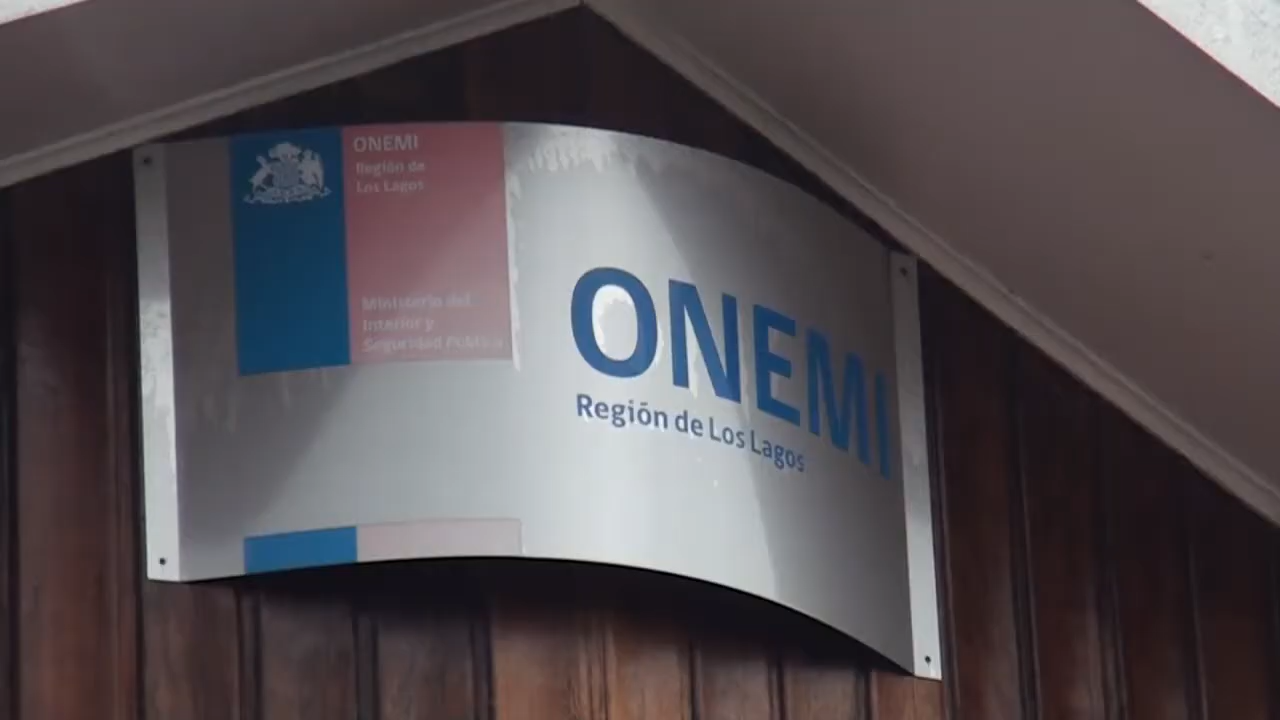 ONEMI
Región de
Los Lagos
Ministerio del
Interior y
Seguridad Pública
ONEMI
Región de Los Lagos